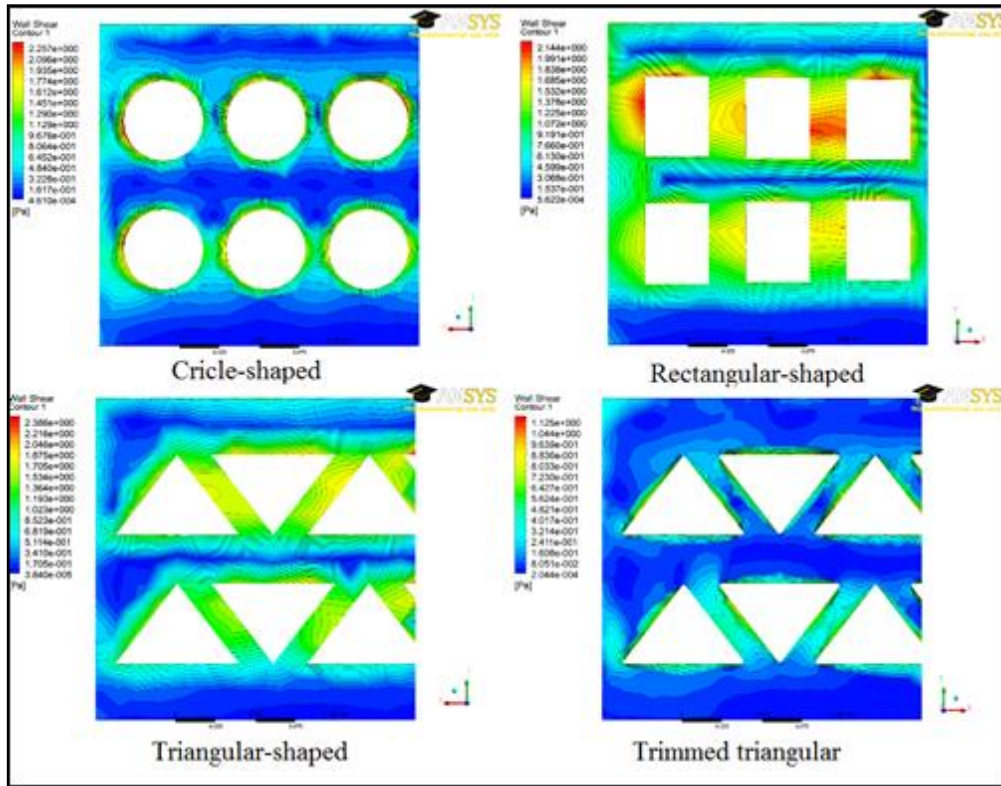 Wall Shear
Contour 1
2.257e+000
2.096e+000
1.935e+000
1.774e+000
1.612e+000
1.451e+000
1.290e+000
1.129e+000
9.676e-001
8.064e-001
6.452e-001
4.840e-001
3.228e-001
1.617e-001
4.610e-004
[Pa]
ANSYS
Cricle-shaped
Wall Shear
Contour 1
2.144e+000
1.991e+000
1.838e+000
1.685e+000
1.532e+000
1.378e+000
1.225e+000
1.072e+000
9.191e-001
7.660e-001
6.130e-001
4.599e-001
3.068e-001
1.537e-001
5.622e-004
[Pa]
ANSYS
Rectangular-shaped
Wall Shear
Contour 1
2.386e+000
2.216e+000
2.046e+000
1.875e+000
1.705e+000
1.534e+000
1.364e+000
1.193e+000
1.023e+000
8.523e-001
6.819e-001
5.114e-001
3.410e-001
1.705e-001
3.840e-005
[Pa]
ANSYS
Triangular-shaped
Wall Shear
Contour 1
1.125e+000
1.044e+000
9.639e-001
8.836e-001
8.033e-001
7.230e-001
6.427e-001
5.624e-001
4.821e-001
4.017e-001
3.214e-001
2.411e-001
1.608e-001
8.051e-002
2.044e-004
[Pa]
ANSYS
Trimmed triangular